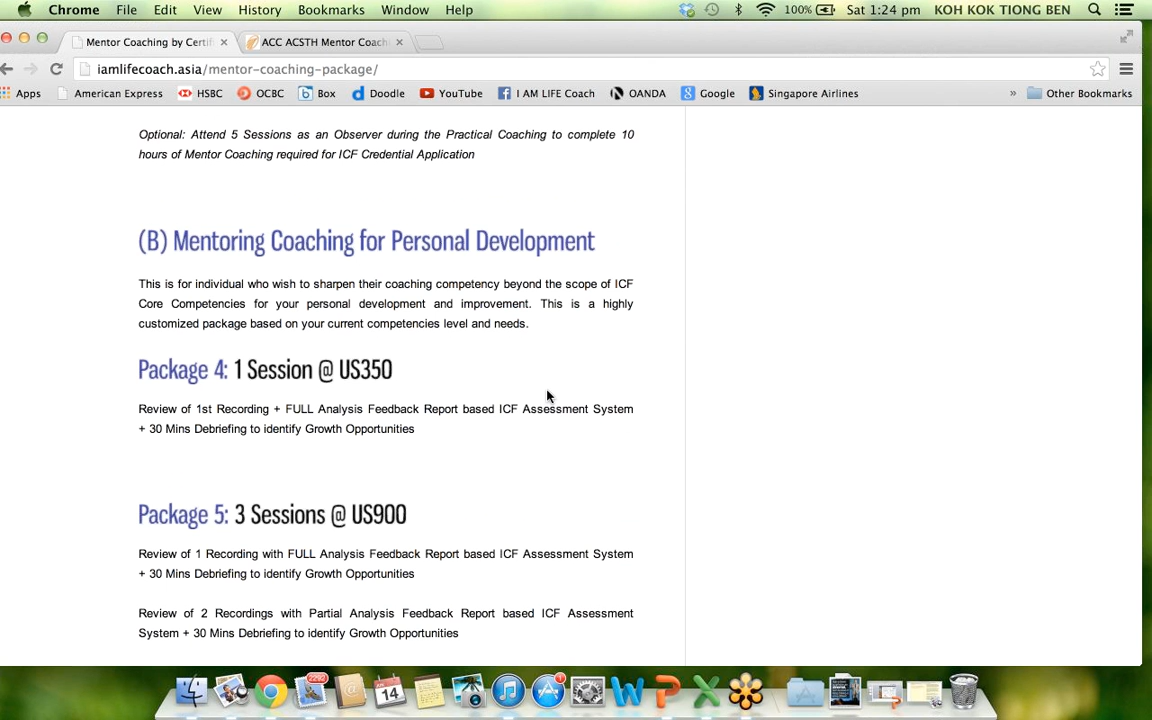 Chrome File Edit View History Bookmarks Window Help 100% Sat 1:24 pm KOH KOK TIONG BEN
Mentor Coaching by Certif
ACC ACSTH Mentor Coach
iamlifecoach.asia/mentor-coaching-package/
Apps American Express HSBC OCBC Box Doodle YouTube I AM LIFE Coach OANDA Google Singapore Airlines » Other Bookmarks
Optional: Attend 5 Sessions as an Observer during the Practical Coaching to complete 10
hours of Mentor Coaching required for ICF Credential Application
(B) Mentoring Coaching for Personal Development
This is for individual who wish to sharpen their coaching competency beyond the scope of ICF
Core Competencies for your personal development and improvement. This is a highly
customized package based on your current competencies level and needs.
Package 4: 1 Session @ US350
Review of 1st Recording + FULL Analysis Feedback Report based ICF Assessment System
+ 30 Mins Debriefing to identify Growth Opportunities
Package 5: 3 Sessions @ US900
Review of 1 Recording with FULL Analysis Feedback Report based ICF Assessment System
+ 30 Mins Debriefing to identify Growth Opportunities
Review of 2 Recordings with Partial Analysis Feedback Report based ICF Assessment
System + 30 Mins Debriefing to identify Growth Opportunities
14